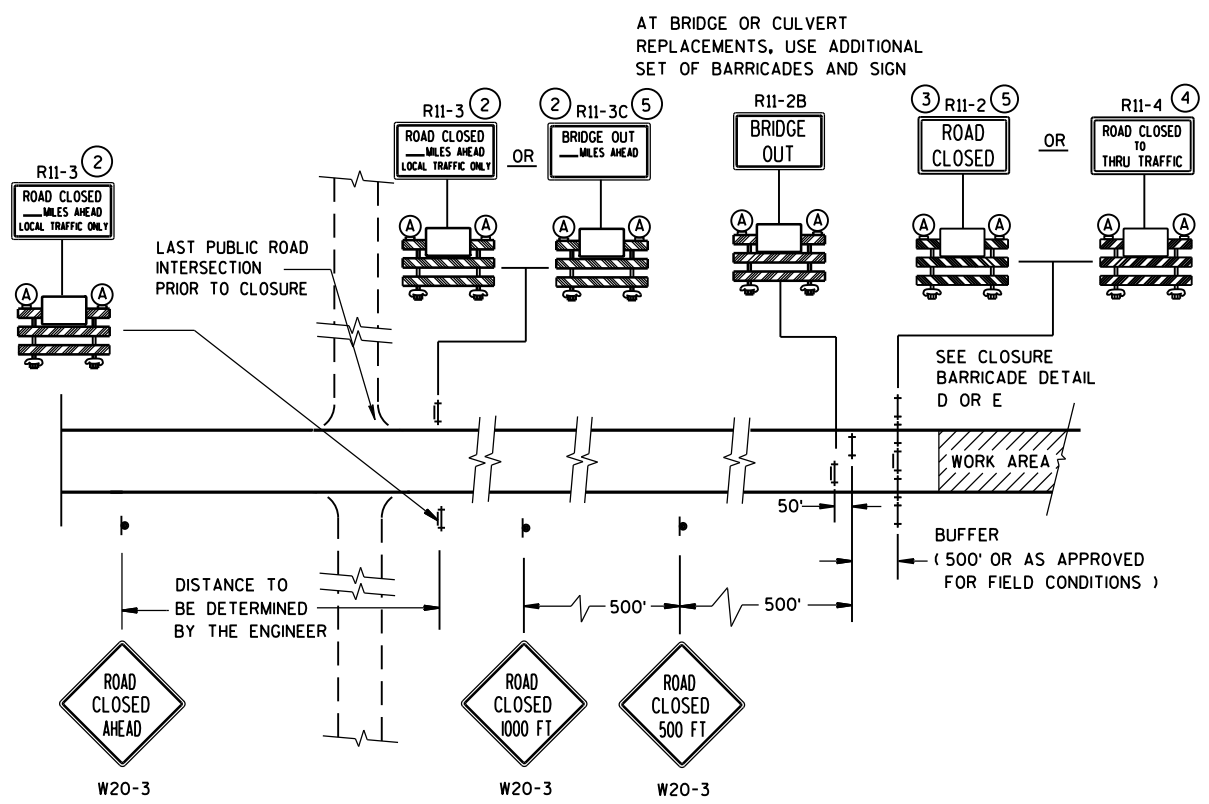 AT BRIDGE OR CULVERT
REPLACEMENTS, USE ADDITIONAL
SET OF BARRICADES AND SIGN
R11-3 2
ROAD CLOSED
MILES AHEAD
LOCAL TRAFFIC ONLY
R11-3 2
ROAD CLOSED
MILES AHEAD
LOCAL TRAFFIC ONLY
OR
2 R11-3C 5
BRIDGE OUT
MILES AHEAD
R11-2B
BRIDGE
OUT
3 R11-2 5
ROAD
CLOSED
OR
R11-4 4
ROAD CLOSED
TO
THRU TRAFFIC
A A
A A
A A
A A
A A
A A
LAST PUBLIC ROAD
INTERSECTION
PRIOR TO CLOSURE
SEE CLOSURE
BARRICADE DETAIL
D OR E
WORK AREA
50'
BUFFER
( 500' OR AS APPROVED
FOR FIELD CONDITIONS )
DISTANCE TO
BE DETERMINED
BY THE ENGINEER
500'
500'
ROAD
CLOSED
AHEAD
W20-3
ROAD
CLOSED
1000 FT
W20-3
ROAD
CLOSED
500 FT
W20-3